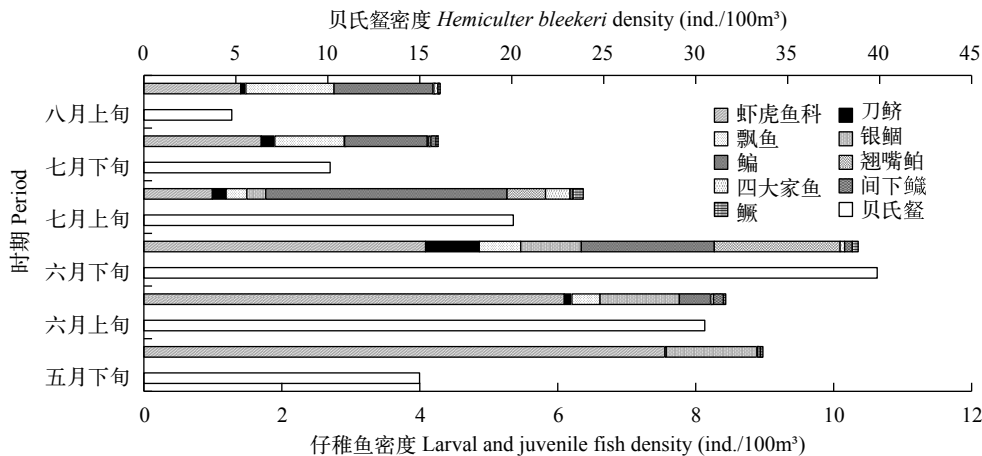 贝氏䱗密度 Hemiculter bleekeri density (ind./100m³)
0 5 10 15 20 25 30 35 40 45
八月上旬
七月下旬
七月上旬
六月下旬
六月上旬
五月下旬
时期 Period
虾虎鱼科 刀鲚
飘鱼 银鮈
鳊 翘嘴鲌
四大家鱼 间下鱵
鳜 贝氏䱗
0 2 4 6 8 10 12
仔稚鱼密度 Larval and juvenile fish density (ind./100m³)